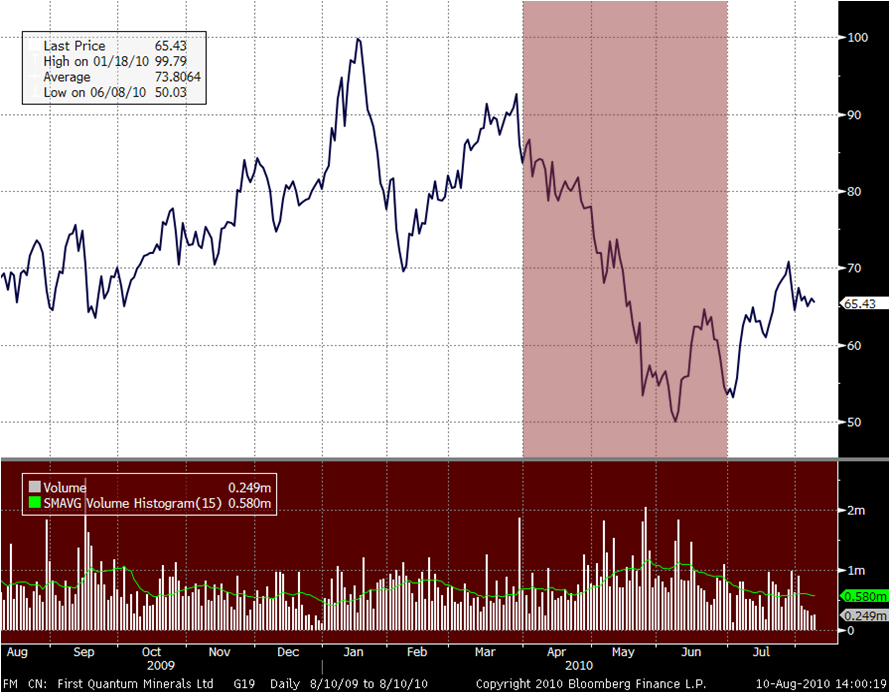 Last Price 65.43
High on 01/18/10 99.79
Average 73.8064
Low on 06/08/10 50.03
100
90
80
70
65.43
60
50
Volume 0.249m
SMAVG Volume Histogram(15) 0.580m
2m
1m
0.580m
0.249m
0
Aug Sep Oct Nov Dec Jan Feb Mar Apr May Jun Jul
2009 2010
FM CN: First Quantum Minerals Ltd G19 Daily 8/10/09 to 8/10/10 Copyright 2010 Bloomberg Finance L.P. 10-Aug-2010 14:00:19